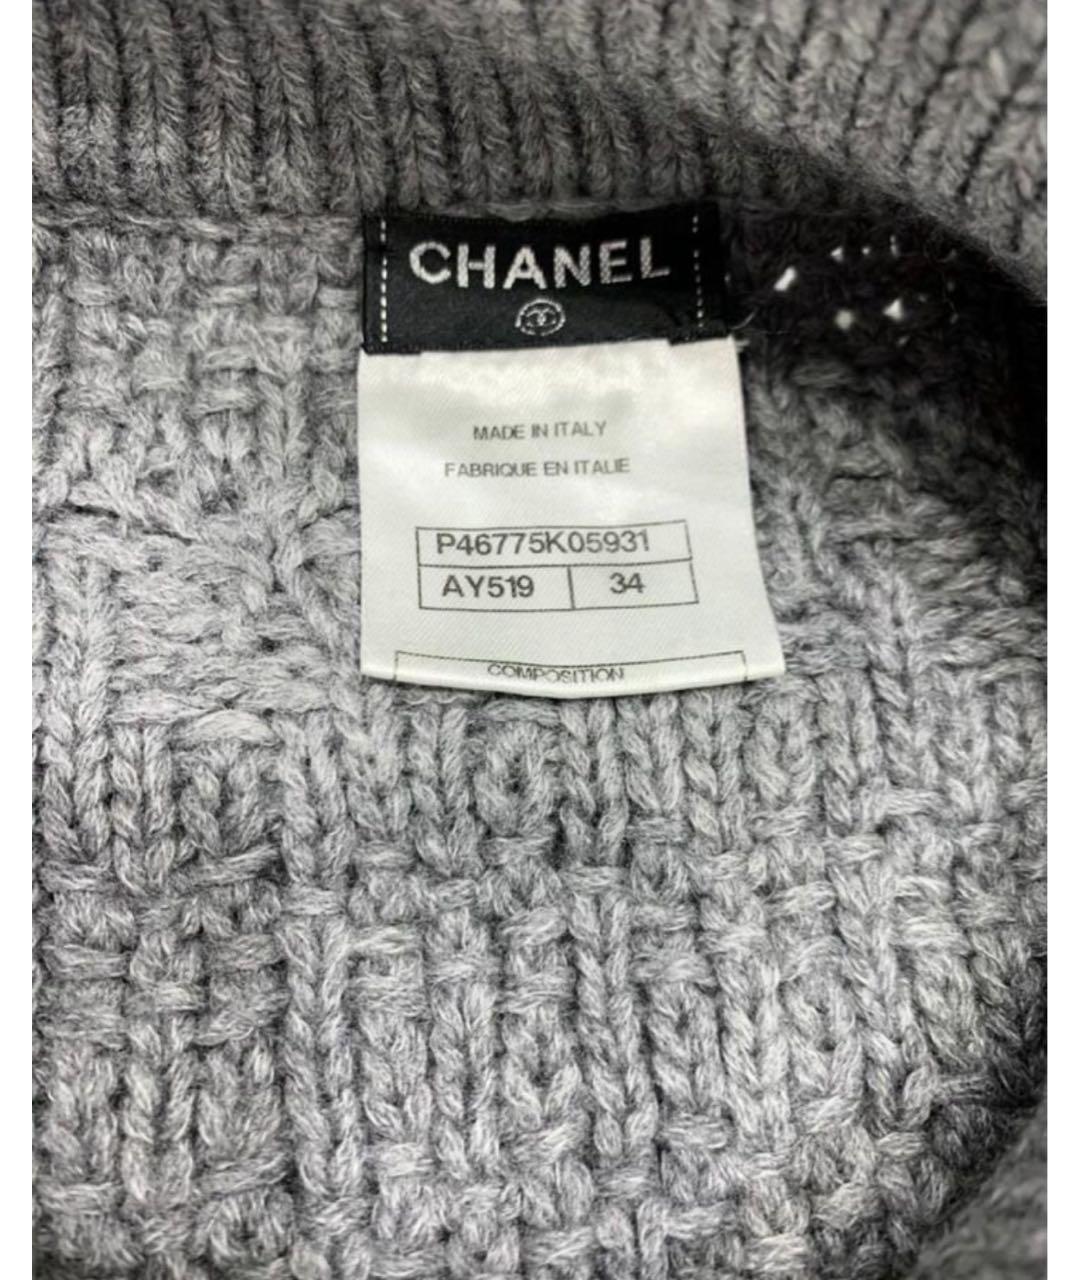 CHANEL
MADE IN ITALY
FABRIQUE EN ITALIE
P46775K05931
AY519 34
COMPOSITION